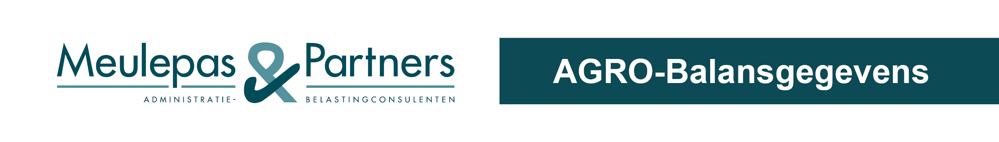 Meulepas & Partners
ADMINISTRATIE- BELASTINGCONSULENTEN
AGRO-Balansgegevens